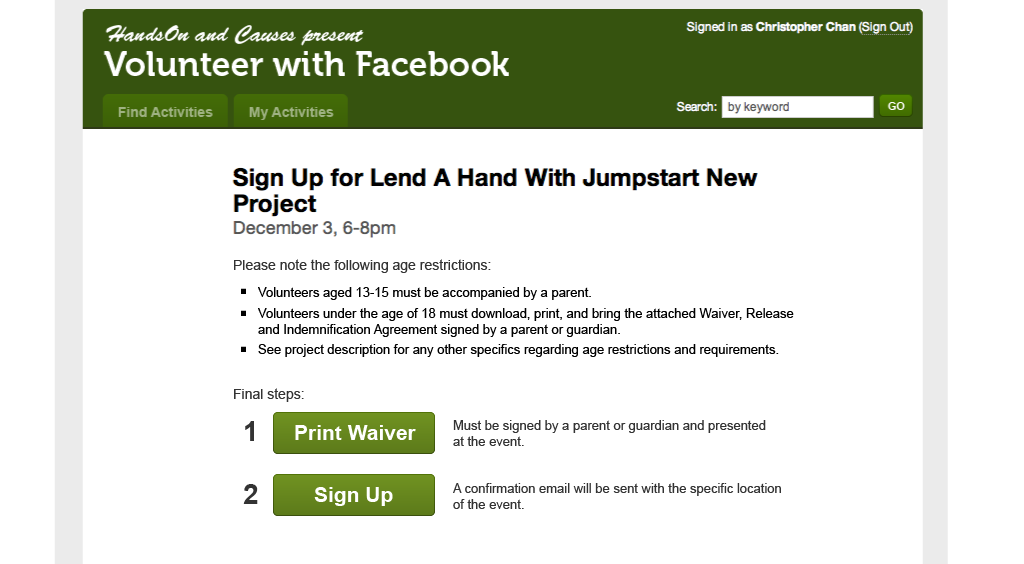 HandsOn and Causes present
Signed in as Christopher Chan (Sign Out)
Volunteer with Facebook
Find Activities
My Activities
Search:
by keyword
GO
Sign Up for Lend A Hand With Jumpstart New
Project
December 3, 6-8pm
Please note the following age restrictions:
Volunteers aged 13-15 must be accompanied by a parent.
Volunteers under the age of 18 must download, print, and bring the attached Waiver, Release
and Indemnification Agreement signed by a parent or guardian.
See project description for any other specifics regarding age restrictions and requirements.
Final steps:
1
Print Waiver
Must be signed by a parent or guardian and presented
at the event.
2
Sign Up
A confirmation email will be sent with the specific location
of the event.